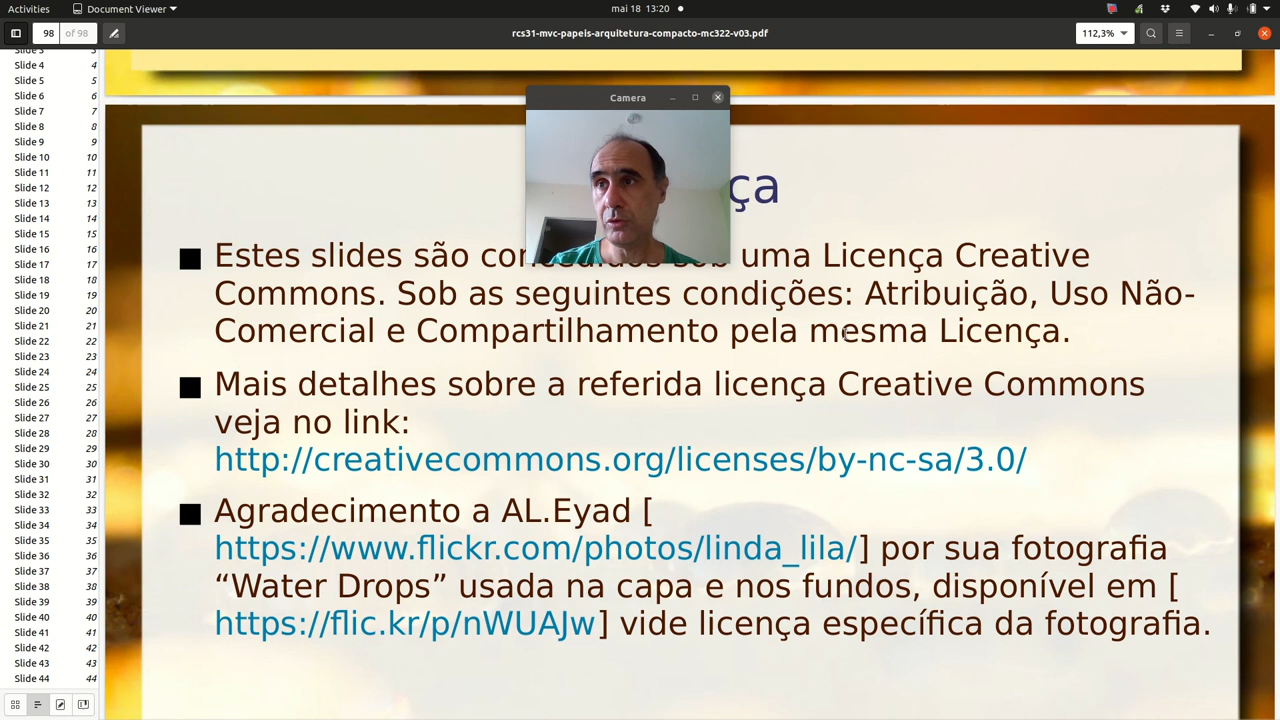 Activities
Document Viewer
mai 18 13:20
98 of 98
rcs31-mvc-papeis-arquitetura-compacto-mc322-v03.pdf
112,3%
Slide 4 4
Slide 5 5
Slide 6 6
Slide 7 7
Slide 8 8
Slide 9 9
Slide 10 10
Slide 11 11
Slide 12 12
Slide 13 13
Slide 14 14
Slide 15 15
Slide 16 16
Slide 17 17
Slide 18 18
Slide 19 19
Slide 20 20
Slide 21 21
Slide 22 22
Slide 23 23
Slide 24 24
Slide 25 25
Slide 26 26
Slide 27 27
Slide 28 28
Slide 29 29
Slide 30 30
Slide 31 31
Slide 32 32
Slide 33 33
Slide 34 34
Slide 35 35
Slide 36 36
Slide 37 37
Slide 38 38
Slide 39 39
Slide 40 40
Slide 41 41
Slide 42 42
Slide 43 43
Slide 44 44
Camera
ça
Estes slides são concedidos sob uma Licença Creative
Commons. Sob as seguintes condições: Atribuição, Uso Não-
Comercial e Compartilhamento pela mesma Licença.
Mais detalhes sobre a referida licença Creative Commons
veja no link:
http://creativecommons.org/licenses/by-nc-sa/3.0/
Agradecimento a AL.Eyad [
https://www.flickr.com/photos/linda_lila/] por sua fotografia
“Water Drops” usada na capa e nos fundos, disponível em [
https://flic.kr/p/nWUAJw] vide licença específica da fotografia.